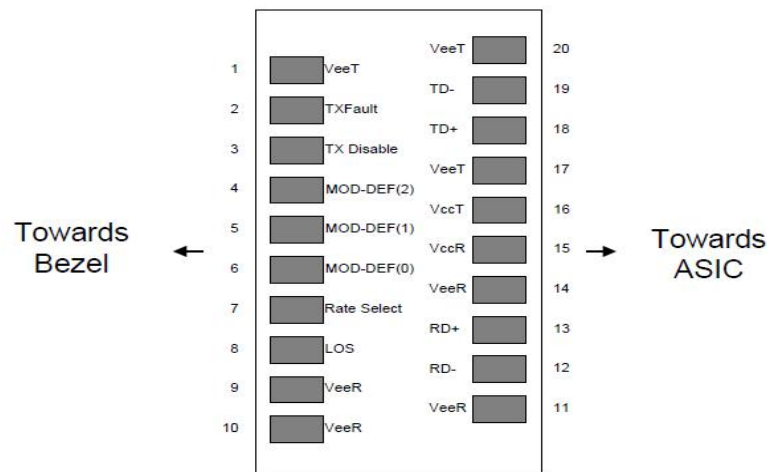 VeeT 20
1 VeeT
TD- 19
2 TXFault
TD+ 18
3 TX Disable
VeeT 17
4 MOD-DEF(2)
VccT 16
5 MOD-DEF(1)
Towards
Bezel
VccR 15
Towards
ASIC
6 MOD-DEF(0)
VeeR 14
7 Rate Select
RD+ 13
8 LOS
RD- 12
9 VeeR
VeeR 11
10 VeeR